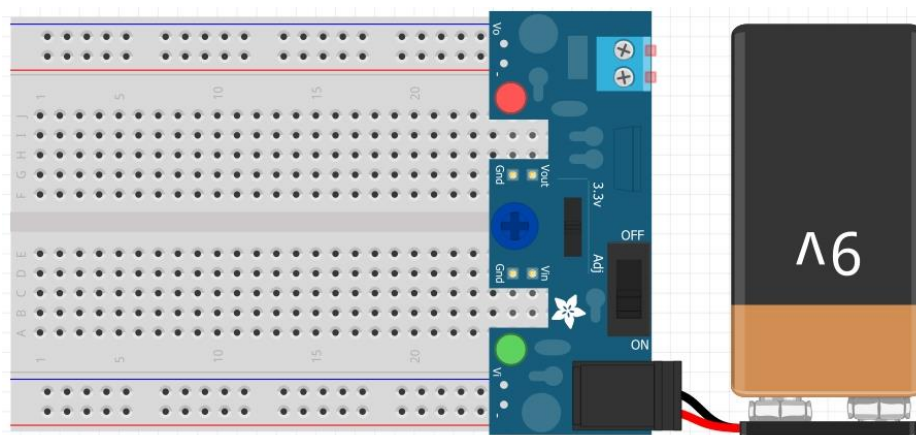 Vo
-
1
5
10
15
20
J
I
H
G
F
Gnd
Vout
3.3v
OFF
E
D
C
B
A
Gnd
Vin
Adj
ON
1
5
10
15
20
Vi
-
9V